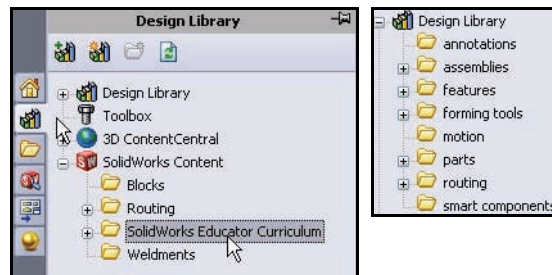 Design Library
Design Library
Toolbox
3D ContentCentral
SolidWorks Content
Blocks
Routing
SolidWorks Educator Curriculum
Weldments
Design Library
annotations
assemblies
features
forming tools
motion
parts
routing
smart components